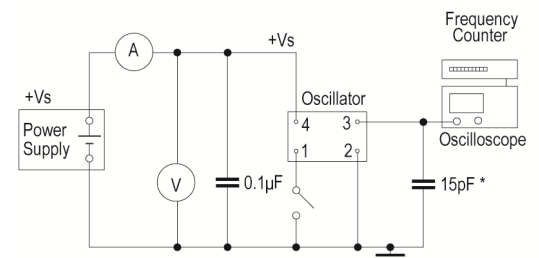 Frequency
Counter
A
+Vs
+Vs
Oscillator
Power
Supply
4
3
1
2
Oscilloscope
V
0.1µF
15pF *